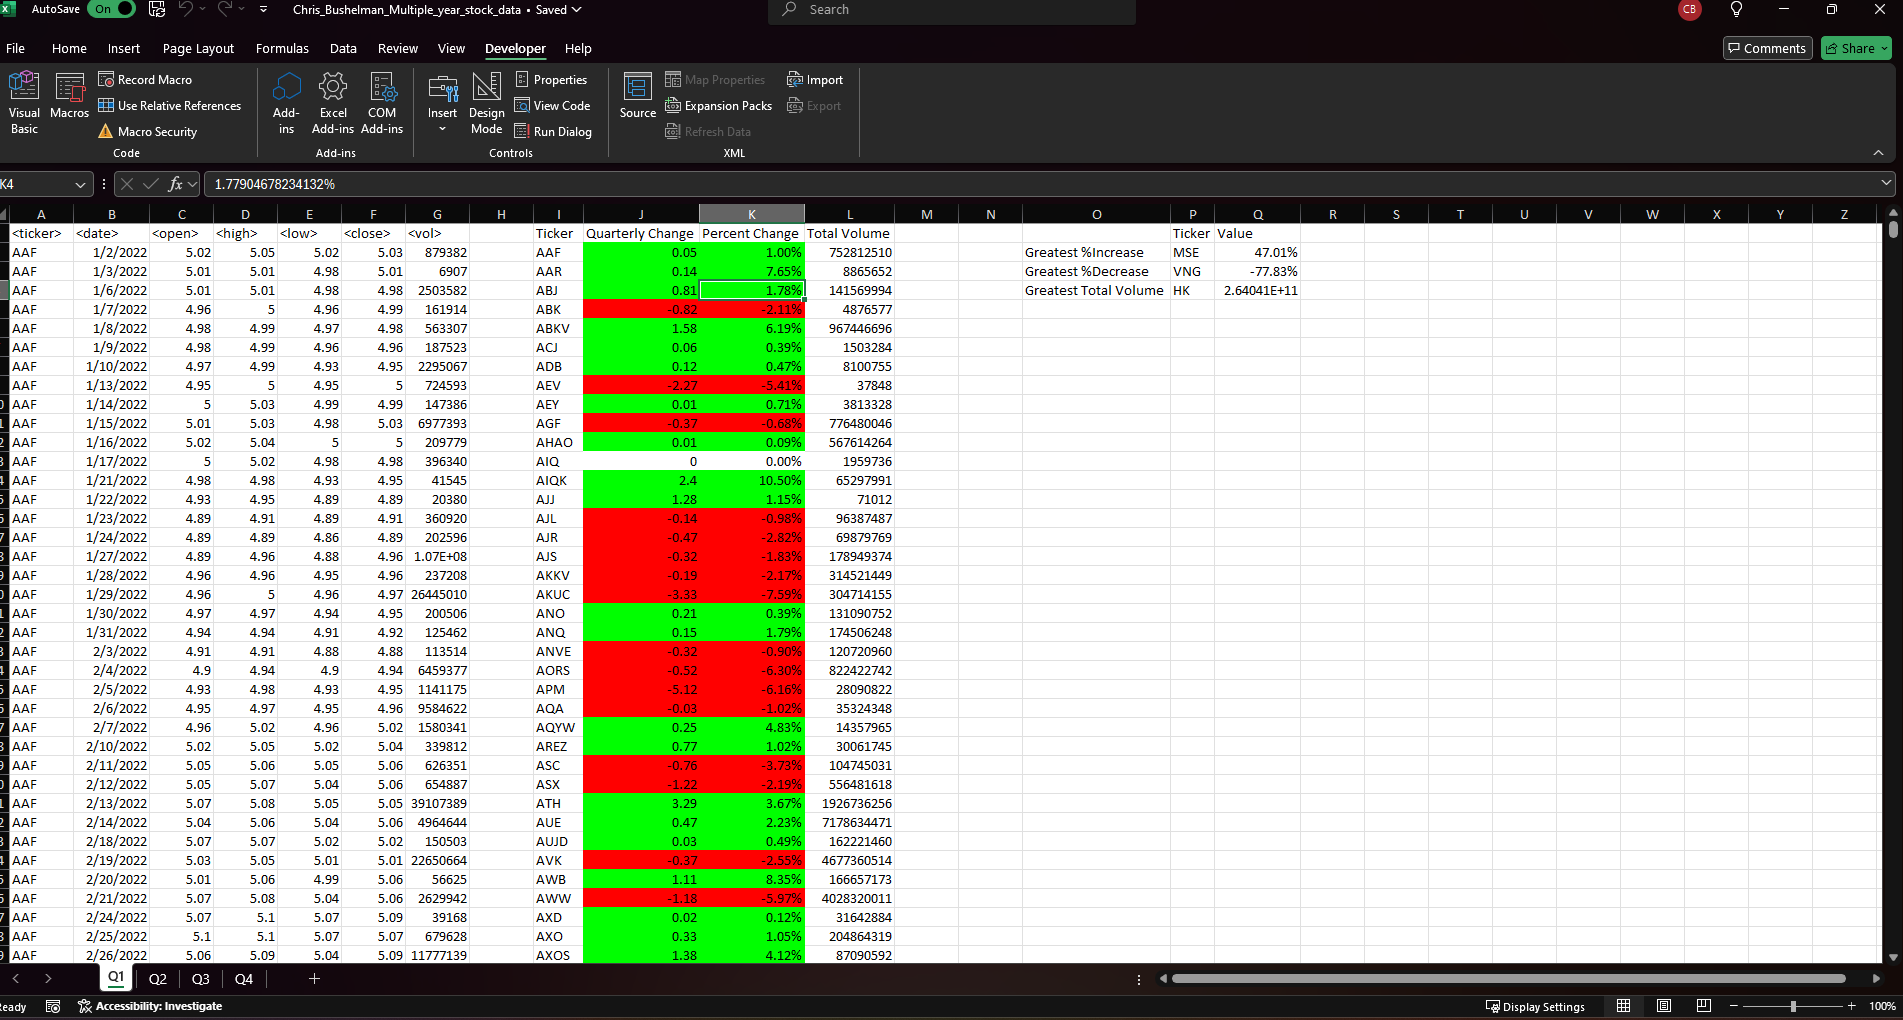 AutoSave On Chris_Bushelman_Multiple_year_stock_data • Saved Search CB
File Home Insert Page Layout Formulas Data Review View Developer Help Comments Share
Visual Basic Macros Record Macro Use Relative References Macro Security Code
Add-ins Excel Add-ins COM Add-ins Add-ins
Insert Design Mode Properties View Code Run Dialog Controls
Source Map Properties Expansion Packs Refresh Data Import Export XML
K4 fx 1.77904678234132%
A B C D E F G H I J K L M N O P Q R S T U V W X Y Z
<ticker> <date> <open> <high> <low> <close> <vol> Ticker Quarterly Change Percent Change Total Volume Ticker Value
AAF 1/2/2022 5.02 5.05 5.02 5.03 879382 AAF 0.05 1.00% 752812510 Greatest %Increase MSE 47.01%
AAF 1/3/2022 5.01 5.01 4.98 5.01 6907 AAR 0.14 7.65% 8865652 Greatest %Decrease VNG -77.83%
AAF 1/6/2022 5.01 5.01 4.98 4.98 2503582 ABJ 0.81 1.78% 141569994 Greatest Total Volume HK 2.64041E+11
AAF 1/7/2022 4.96 5 4.96 4.99 161914 ABK -0.82 -2.11% 4876577
AAF 1/8/2022 4.98 4.99 4.97 4.98 563307 ABKV 1.58 6.19% 967446696
AAF 1/9/2022 4.98 4.99 4.96 4.96 187523 ACJ 0.06 0.39% 1503284
AAF 1/10/2022 4.97 4.99 4.93 4.95 2295067 ADB 0.12 0.47% 8100755
AAF 1/13/2022 4.95 5 4.95 5 724593 AEV -2.27 -5.41% 37848
AAF 1/14/2022 5 5.03 4.99 4.99 147386 AEY 0.01 0.71% 3813328
AAF 1/15/2022 5.01 5.03 4.98 5.03 6977393 AGF -0.37 -0.68% 776480046
AAF 1/16/2022 5.02 5.04 5 5 209779 AHAO 0.01 0.09% 567614264
AAF 1/17/2022 5 5.02 4.98 4.98 396340 AIQ 0 0.00% 1959736
AAF 1/21/2022 4.98 4.98 4.93 4.95 41545 AIQK 2.4 10.50% 65297991
AAF 1/22/2022 4.93 4.95 4.89 4.89 20380 AJJ 1.28 1.15% 71012
AAF 1/23/2022 4.89 4.91 4.89 4.91 360920 AJL -0.14 -0.98% 96387487
AAF 1/24/2022 4.89 4.89 4.86 4.89 202596 AJR -0.47 -2.82% 69879769
AAF 1/27/2022 4.89 4.96 4.88 4.96 1.07E+08 AJS -0.32 -1.83% 178949374
AAF 1/28/2022 4.96 4.96 4.95 4.96 237208 AKKV -0.19 -2.17% 314521449
AAF 1/29/2022 4.96 5 4.96 4.97 26445010 AKUC -3.33 -7.59% 304714155
AAF 1/30/2022 4.97 4.97 4.94 4.95 200506 ANO 0.21 0.39% 131090752
AAF 1/31/2022 4.94 4.94 4.91 4.92 125462 ANQ 0.15 1.79% 174506248
AAF 2/3/2022 4.91 4.91 4.88 4.88 113514 ANVE -0.32 -0.90% 120720960
AAF 2/4/2022 4.9 4.94 4.9 4.94 6459377 AORS -0.52 -6.30% 822422742
AAF 2/5/2022 4.93 4.98 4.93 4.95 1141175 APM -5.12 -6.16% 28090822
AAF 2/6/2022 4.95 4.97 4.95 4.96 9584622 AQA -0.03 -1.02% 35324348
AAF 2/7/2022 4.96 5.02 4.96 5.02 1580341 AQYW 0.25 4.83% 14357965
AAF 2/10/2022 5.02 5.05 5.02 5.04 339812 AREZ 0.77 1.02% 30061745
AAF 2/11/2022 5.05 5.06 5.05 5.06 626351 ASC -0.76 -3.73% 104745031
AAF 2/12/2022 5.05 5.07 5.04 5.06 654887 ASX -1.22 -2.19% 556481618
AAF 2/13/2022 5.07 5.08 5.05 5.05 39107389 ATH 3.29 3.67% 1926736256
AAF 2/14/2022 5.04 5.06 5.04 5.06 4964644 AUE 0.47 2.23% 7178634471
AAF 2/18/2022 5.07 5.07 5.02 5.02 150503 AUJD 0.03 0.49% 162221460
AAF 2/19/2022 5.03 5.05 5.01 5.01 22650664 AVK -0.37 -2.55% 4677360514
AAF 2/20/2022 5.01 5.06 4.99 5.06 56625 AWB 1.11 8.35% 166657173
AAF 2/21/2022 5.07 5.08 5.04 5.06 2629942 AWW -1.18 -5.97% 4028320011
AAF 2/24/2022 5.07 5.1 5.07 5.09 39168 AXD 0.02 0.12% 31642884
AAF 2/25/2022 5.1 5.1 5.07 5.07 679628 AXO 0.33 1.05% 204864319
AAF 2/26/2022 5.06 5.09 5.04 5.09 11777139 AXOS 1.38 4.12% 87090592
Q1 Q2 Q3 Q4
Accessibility: Investigate Display Settings 100%